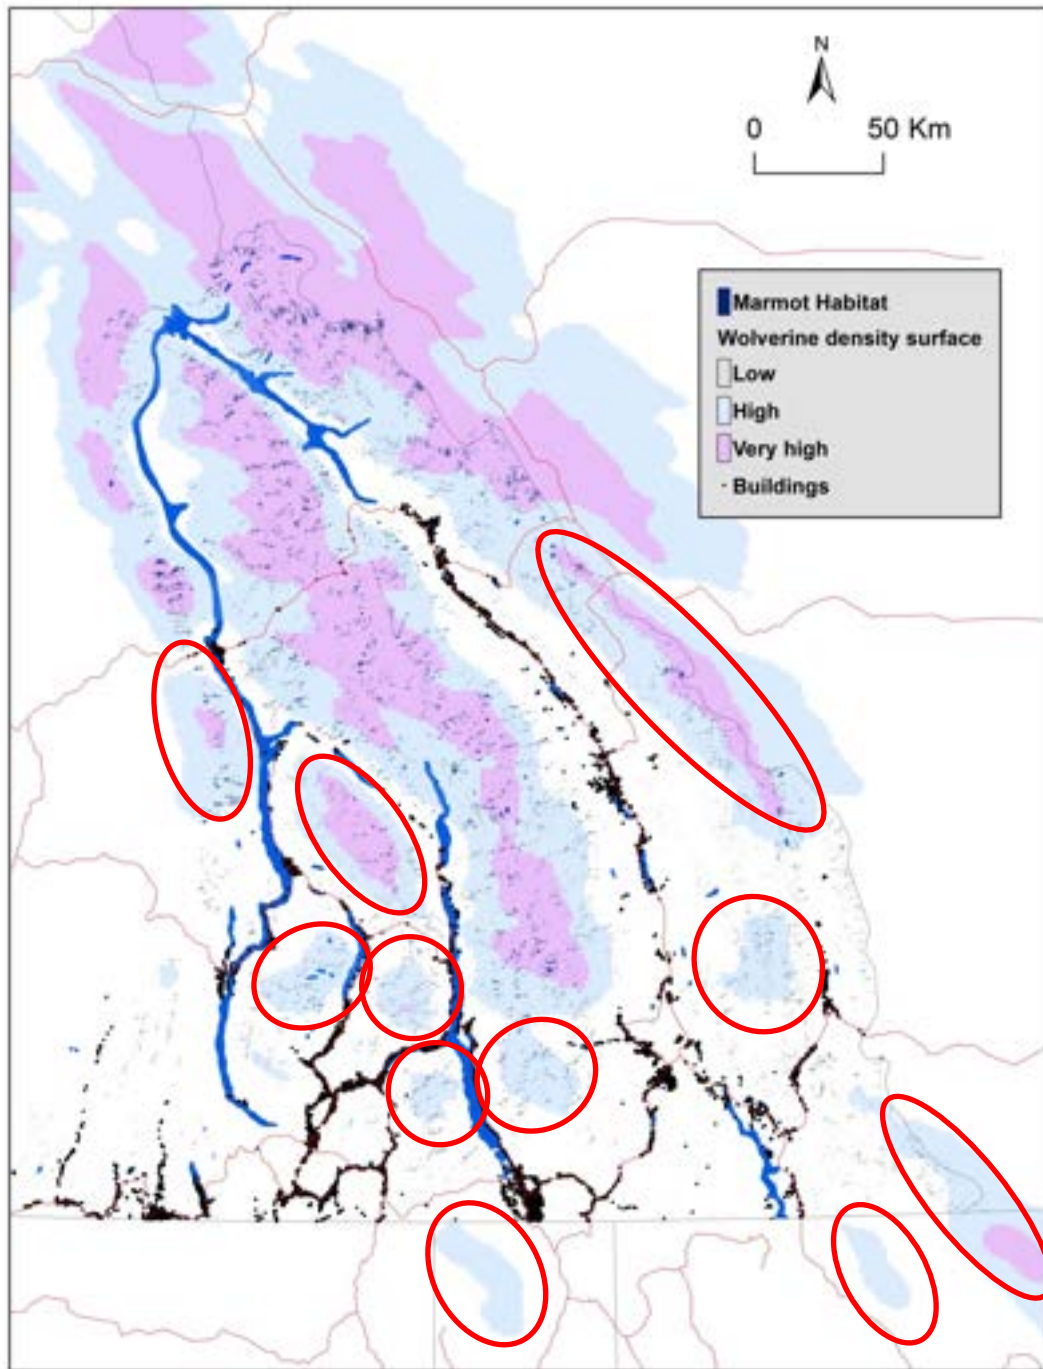 N
0 50 Km
Marmot Habitat
Wolverine density surface
Low
High
Very high
Buildings